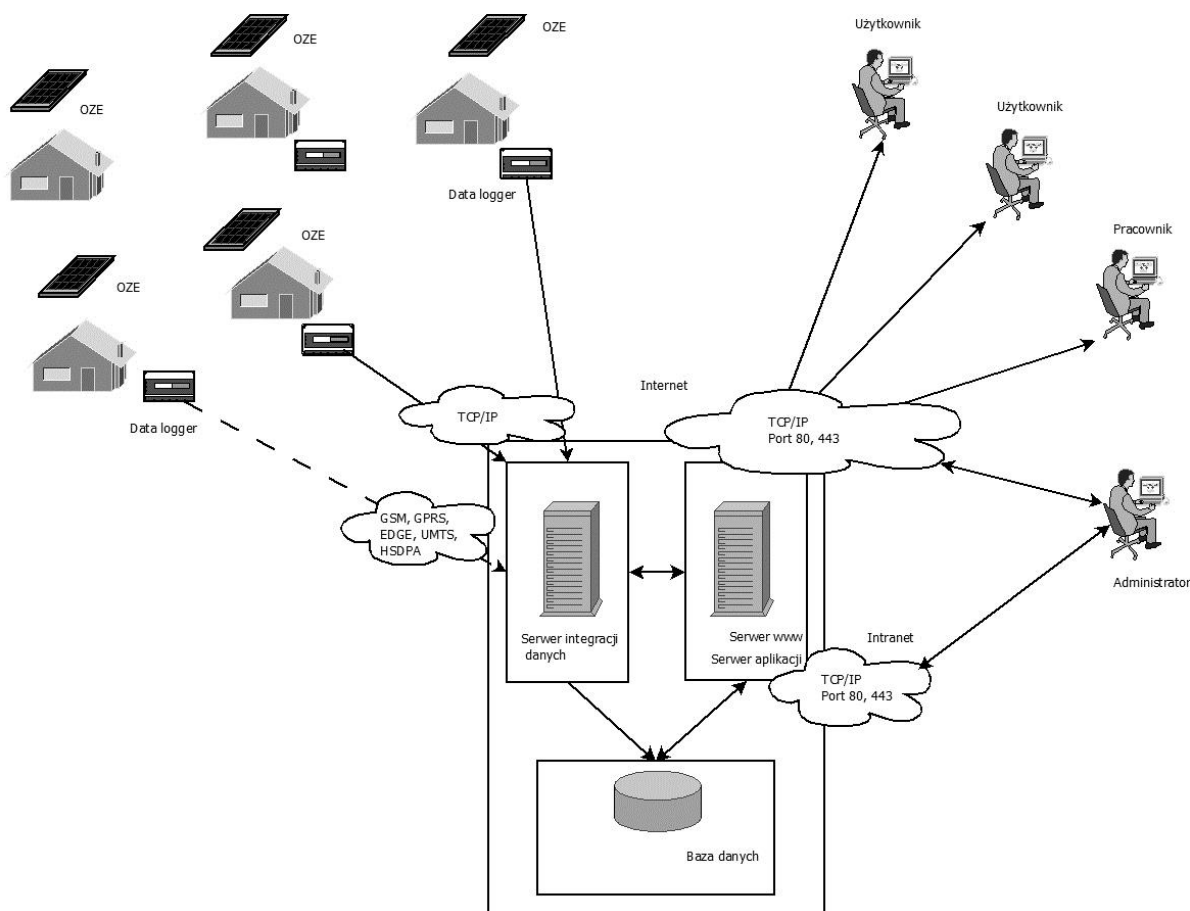 Użytkownik
OZE
OZE
OZE
Użytkownik
Data logger
Pracownik
OZE
OZE
Data logger
Internet
TCP/IP
TCP/IP
Port 80, 443
GSM, GPRS,
EDGE, UMTS,
HSDPA
Administrator
Serwer integracji
danych
Serwer www
Serwer aplikacji
Intranet
TCP/IP
Port 80, 443
Baza danych